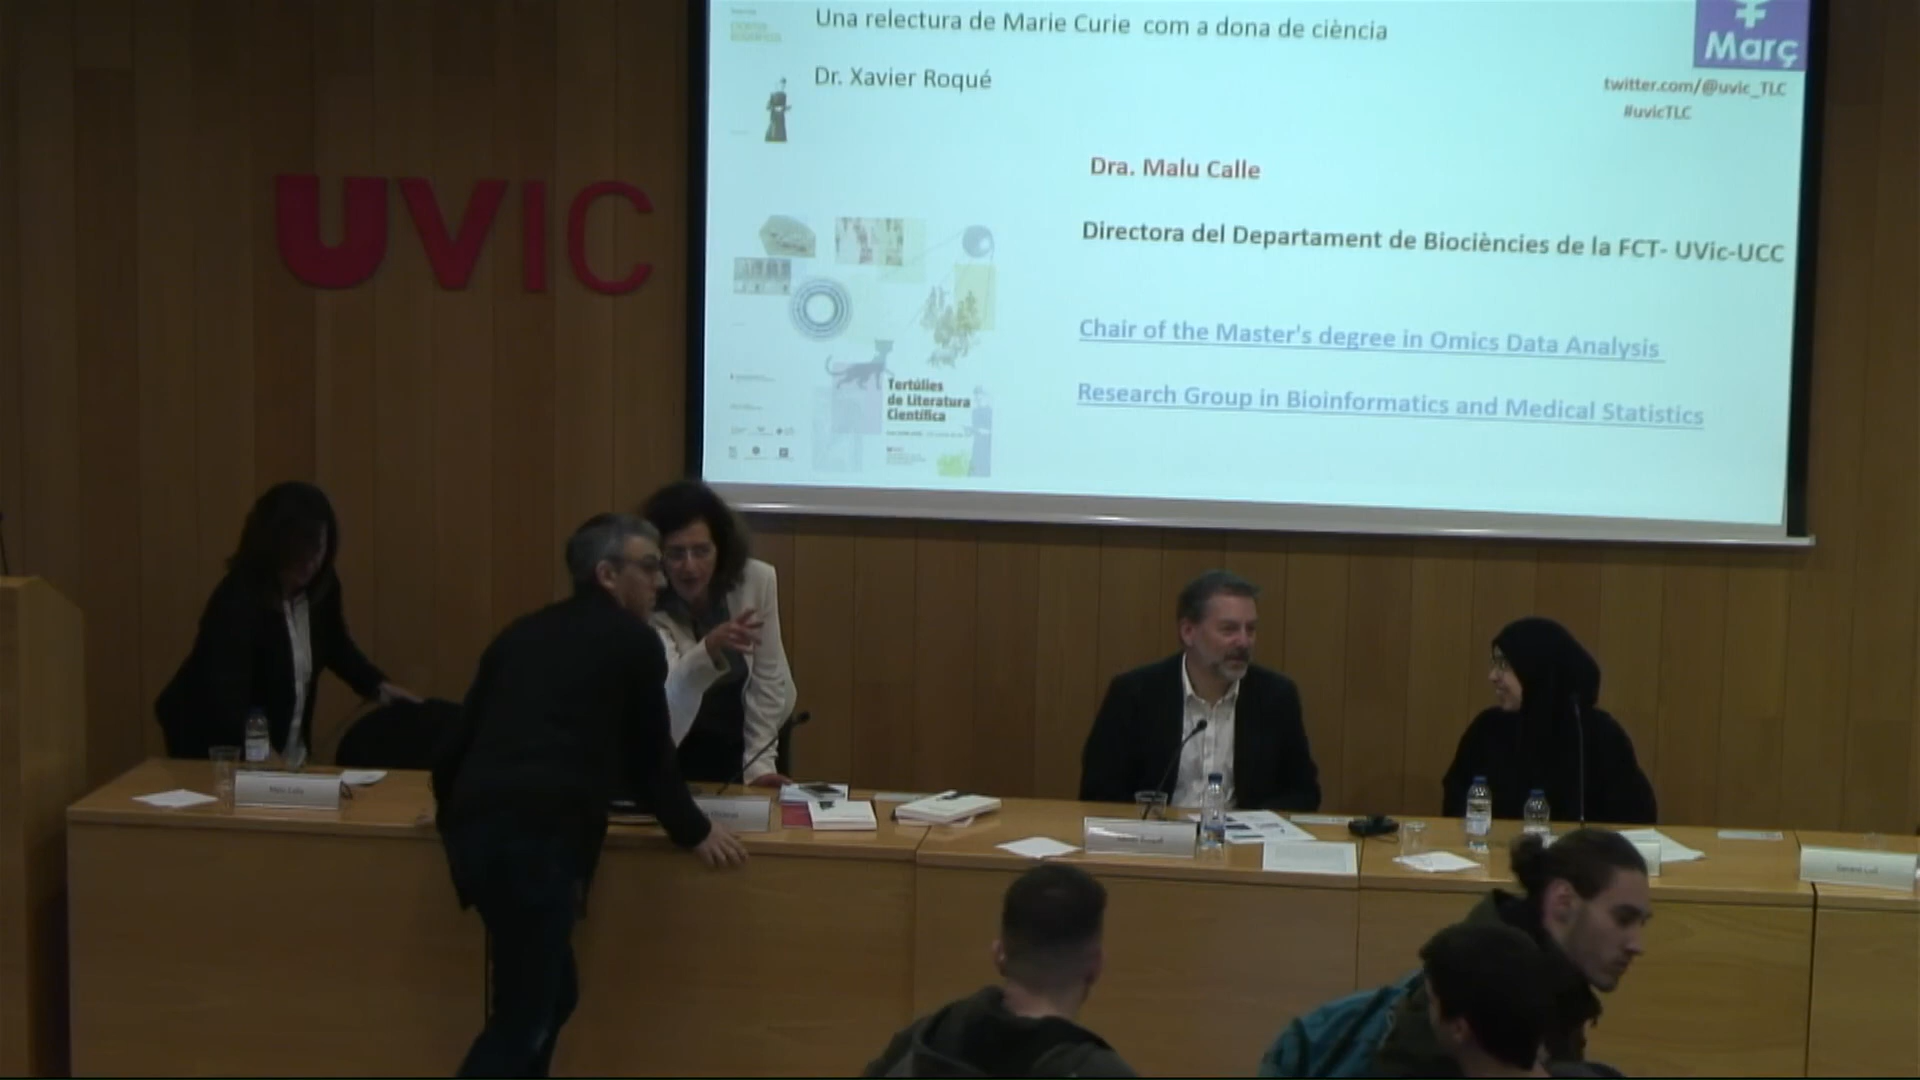 Una relectura de Marie Curie com a dona de ciència
Dr. Xavier Roqué
Març
twitter.com/@uvic_TLC
#uvicTLC
Dra. Malu Calle
Directora del Departament de Biociències de la FCT- UVic-UCC
Chair of the Master's degree in Omics Data Analysis
Research Group in Bioinformatics and Medical Statistics
Tertúlies
de Literatura
Científica
UVIC
Malu Calle